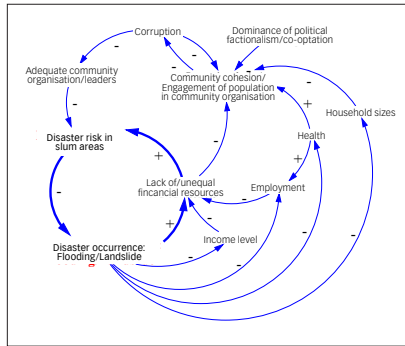 Corruption
Dominance of political
factionalism/co-optation
-
-
-
-
-
Adequate community
organisation/leaders
Community cohesion/
Engagement of population
in community organisation
-
-
+
Household sizes
Disaster risk in
slum areas
Health
-
+
+
Lack of/unequal
fincancial resources
Employment
-
-
-
+
Income level
-
-
-
Disaster occurrence:
Flooding/Landslide
-
-